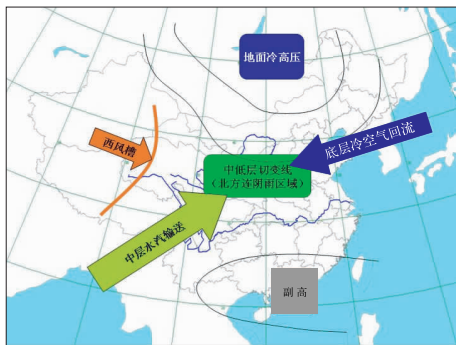 地面冷高压
底层冷空气回流
西风槽
中低层切变线
(北方连阴雨区域)
中层水汽输送
副高